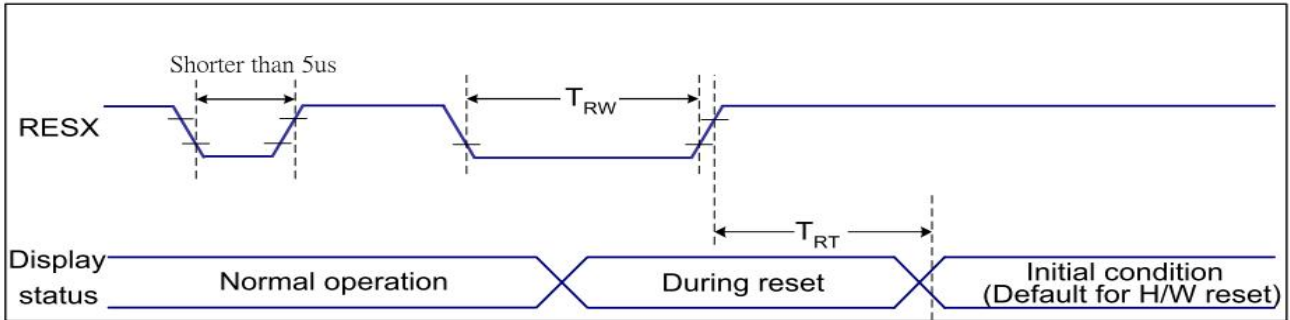 Shorter than 5us
RESX
TRW
TRT
Display
status
Normal operation
During reset
Initial condition
(Default for H/W reset)